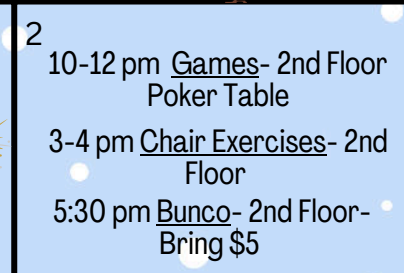 2
10-12 pm Games- 2nd Floor
Poker Table
3-4 pm Chair Exercises- 2nd
Floor
5:30 pm Bunco- 2nd Floor-
Bring $5